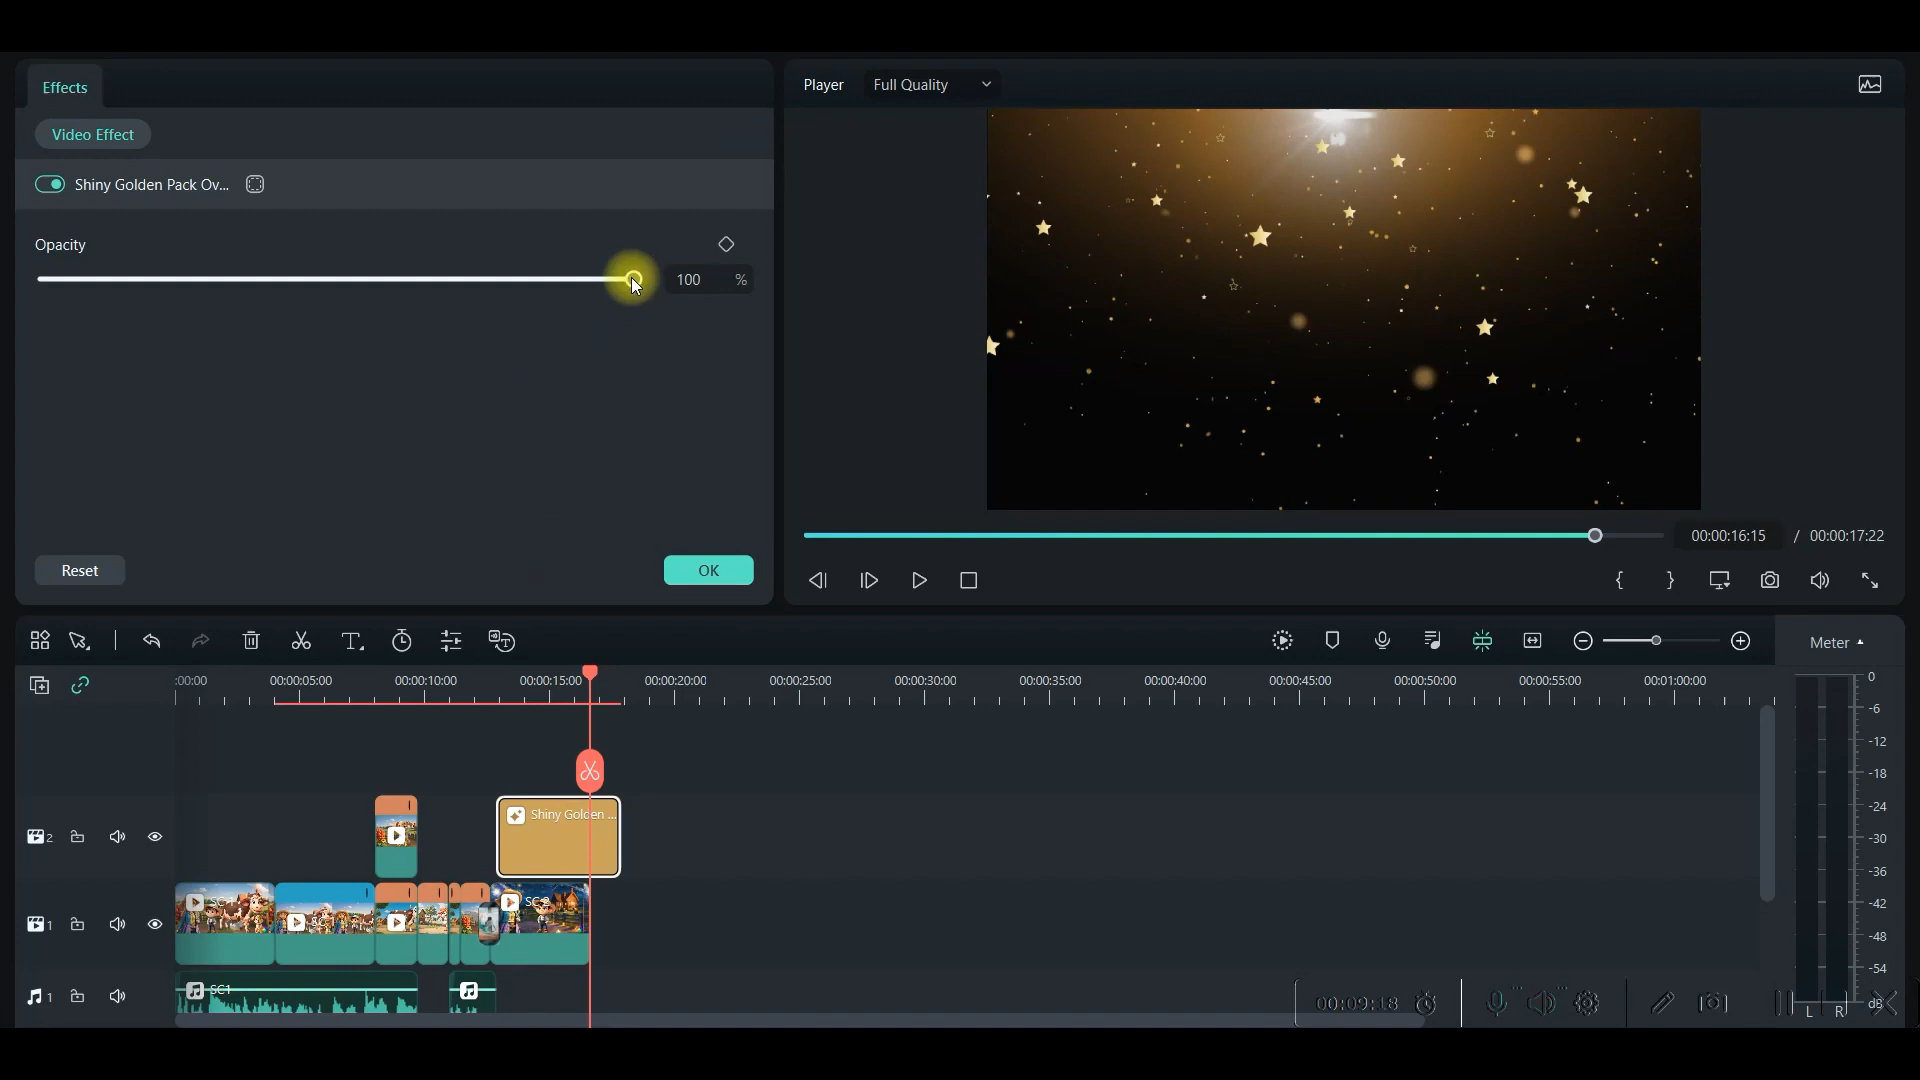 Effects
Player Full Quality
Video Effect
Shiny Golden Pack Ov...
Opacity
100 %
Reset OK
00:00:16:15 / 00:00:17:22
Meter
:00:00 00:00:05:00 00:00:10:00 00:00:15:00 00:00:20:00 00:00:25:00 00:00:30:00 00:00:35:00 00:00:40:00 00:00:45:00 00:00:50:00 00:00:55:00 00:01:00:00
0
-6
-12
-18
-24
-30
-36
-42
-48
-54
dB
L R
Shiny Golden ...
2
1
SC2
1
SC1
00:09:18